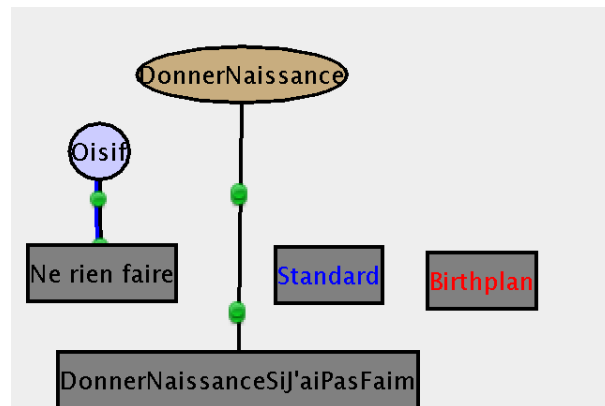 DonnerNaissance
Oisif
Ne rien faire
Standard
Birthplan
DonnerNaissanceSiJ'aiPasFaim